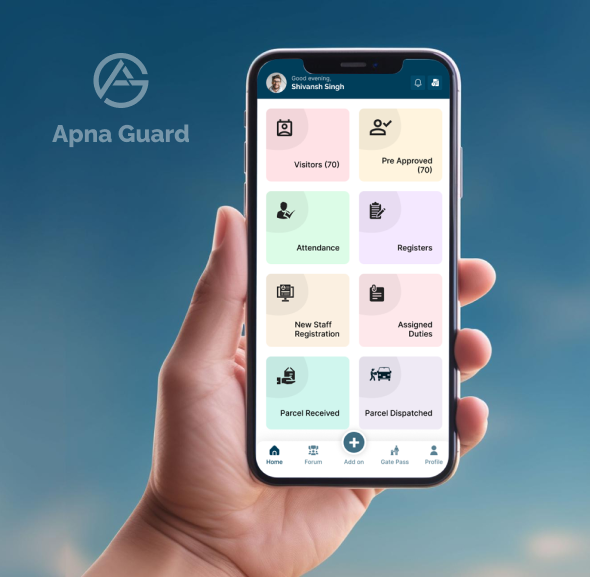 Apna Guard
Good evening,
Shivansh Singh
Visitors (70)
Pre Approved
(70)
Attendance
Registers
New Staff
Registration
Assigned
Duties
Parcel Received
Parcel Dispatched
Home
Forum
Add on
Gate Pass
Profile